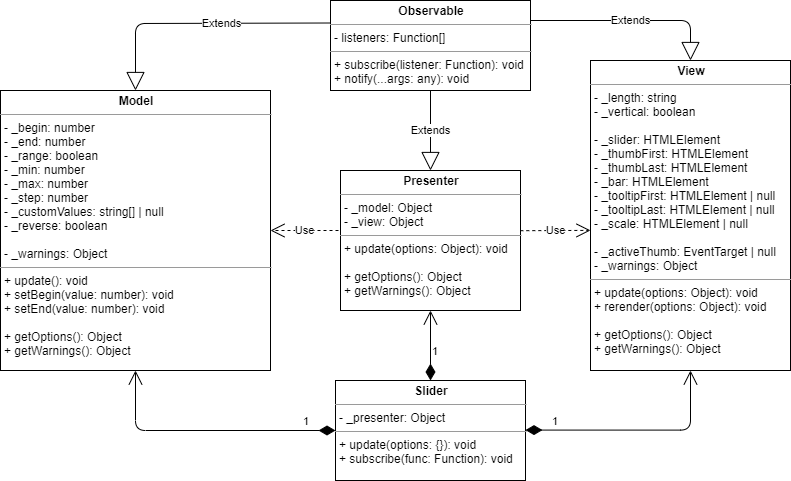 Observable
- listeners: Function[]
+ subscribe(listener: Function): void
+ notify(...args: any): void
Extends
Extends
Extends
Model
- _begin: number
- _end: number
- _range: boolean
- _min: number
- _max: number
- _step: number
- _customValues: string[] | null
- _reverse: boolean
- _warnings: Object
+ update(): void
+ setBegin(value: number): void
+ setEnd(value: number): void
+ getOptions(): Object
+ getWarnings(): Object
Use
Presenter
- _model: Object
- _view: Object
+ update(options: Object): void
+ getOptions(): Object
+ getWarnings(): Object
Use
View
- _length: string
- _vertical: boolean
- _slider: HTMLElement
- _thumbFirst: HTMLElement
- _thumbLast: HTMLElement
- _bar: HTMLElement
- _tooltipFirst: HTMLElement | null
- _tooltipLast: HTMLElement | null
- _scale: HTMLElement | null
- _activeThumb: EventTarget | null
- _warnings: Object
+ update(options: Object): void
+ rerender(options: Object): void
+ getOptions(): Object
+ getWarnings(): Object
1
1
1
Slider
- _presenter: Object
+ update(options: {}): void
+ subscribe(func: Function): void